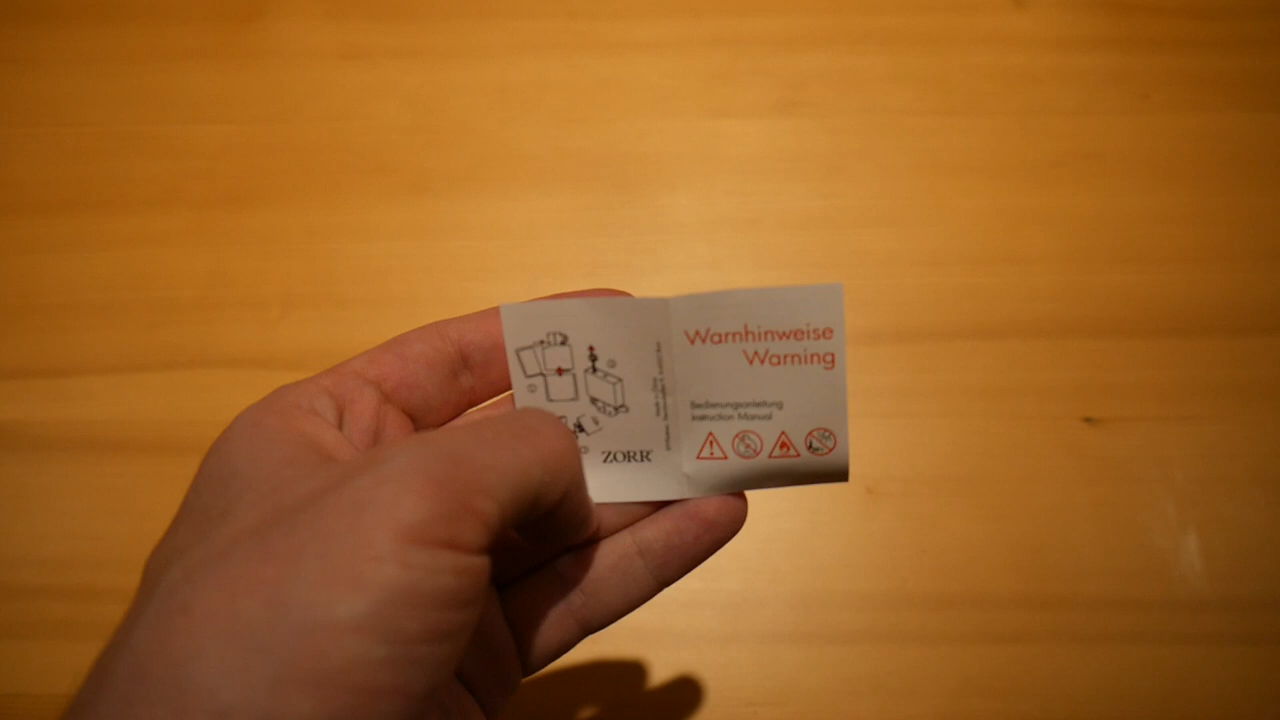 ZORR
Warnhinweise
Warning
Bedienungsanleitung
Instruction Manual